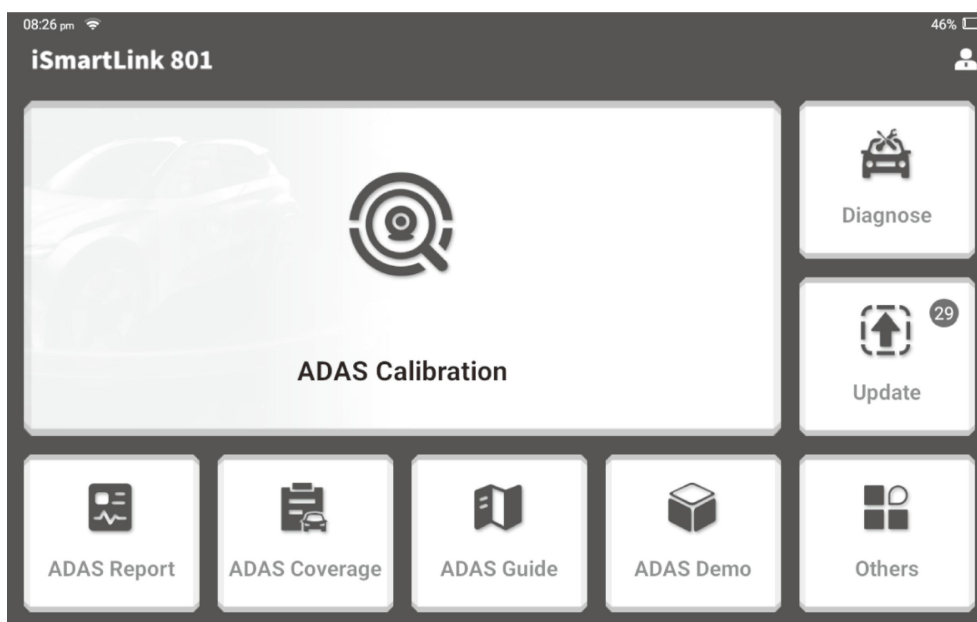 08:26 pm
46%
iSmartLink 801
ADAS Calibration
Diagnose
29
Update
ADAS Report
ADAS Coverage
ADAS Guide
ADAS Demo
Others